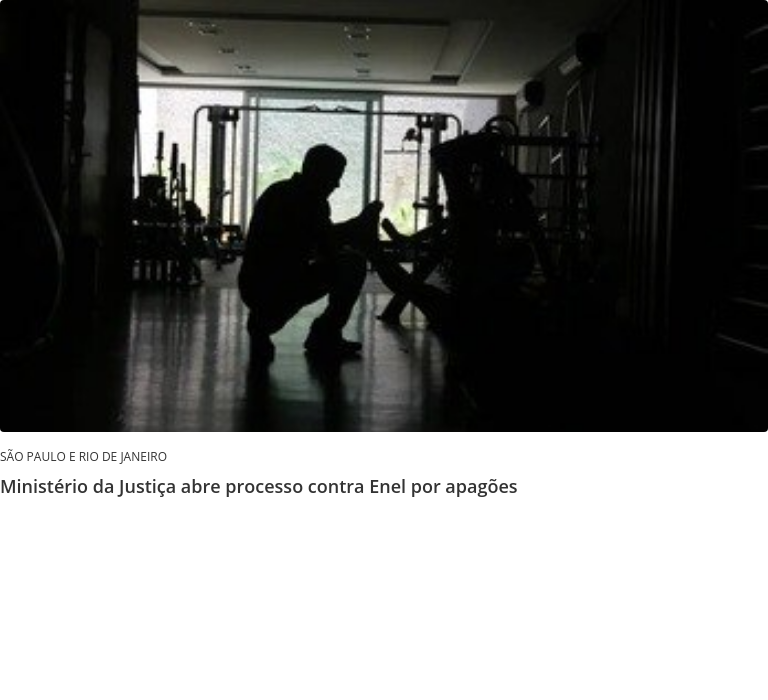 SÃO PAULO E RIO DE JANEIRO
Ministério da Justiça abre processo contra Enel por apagões